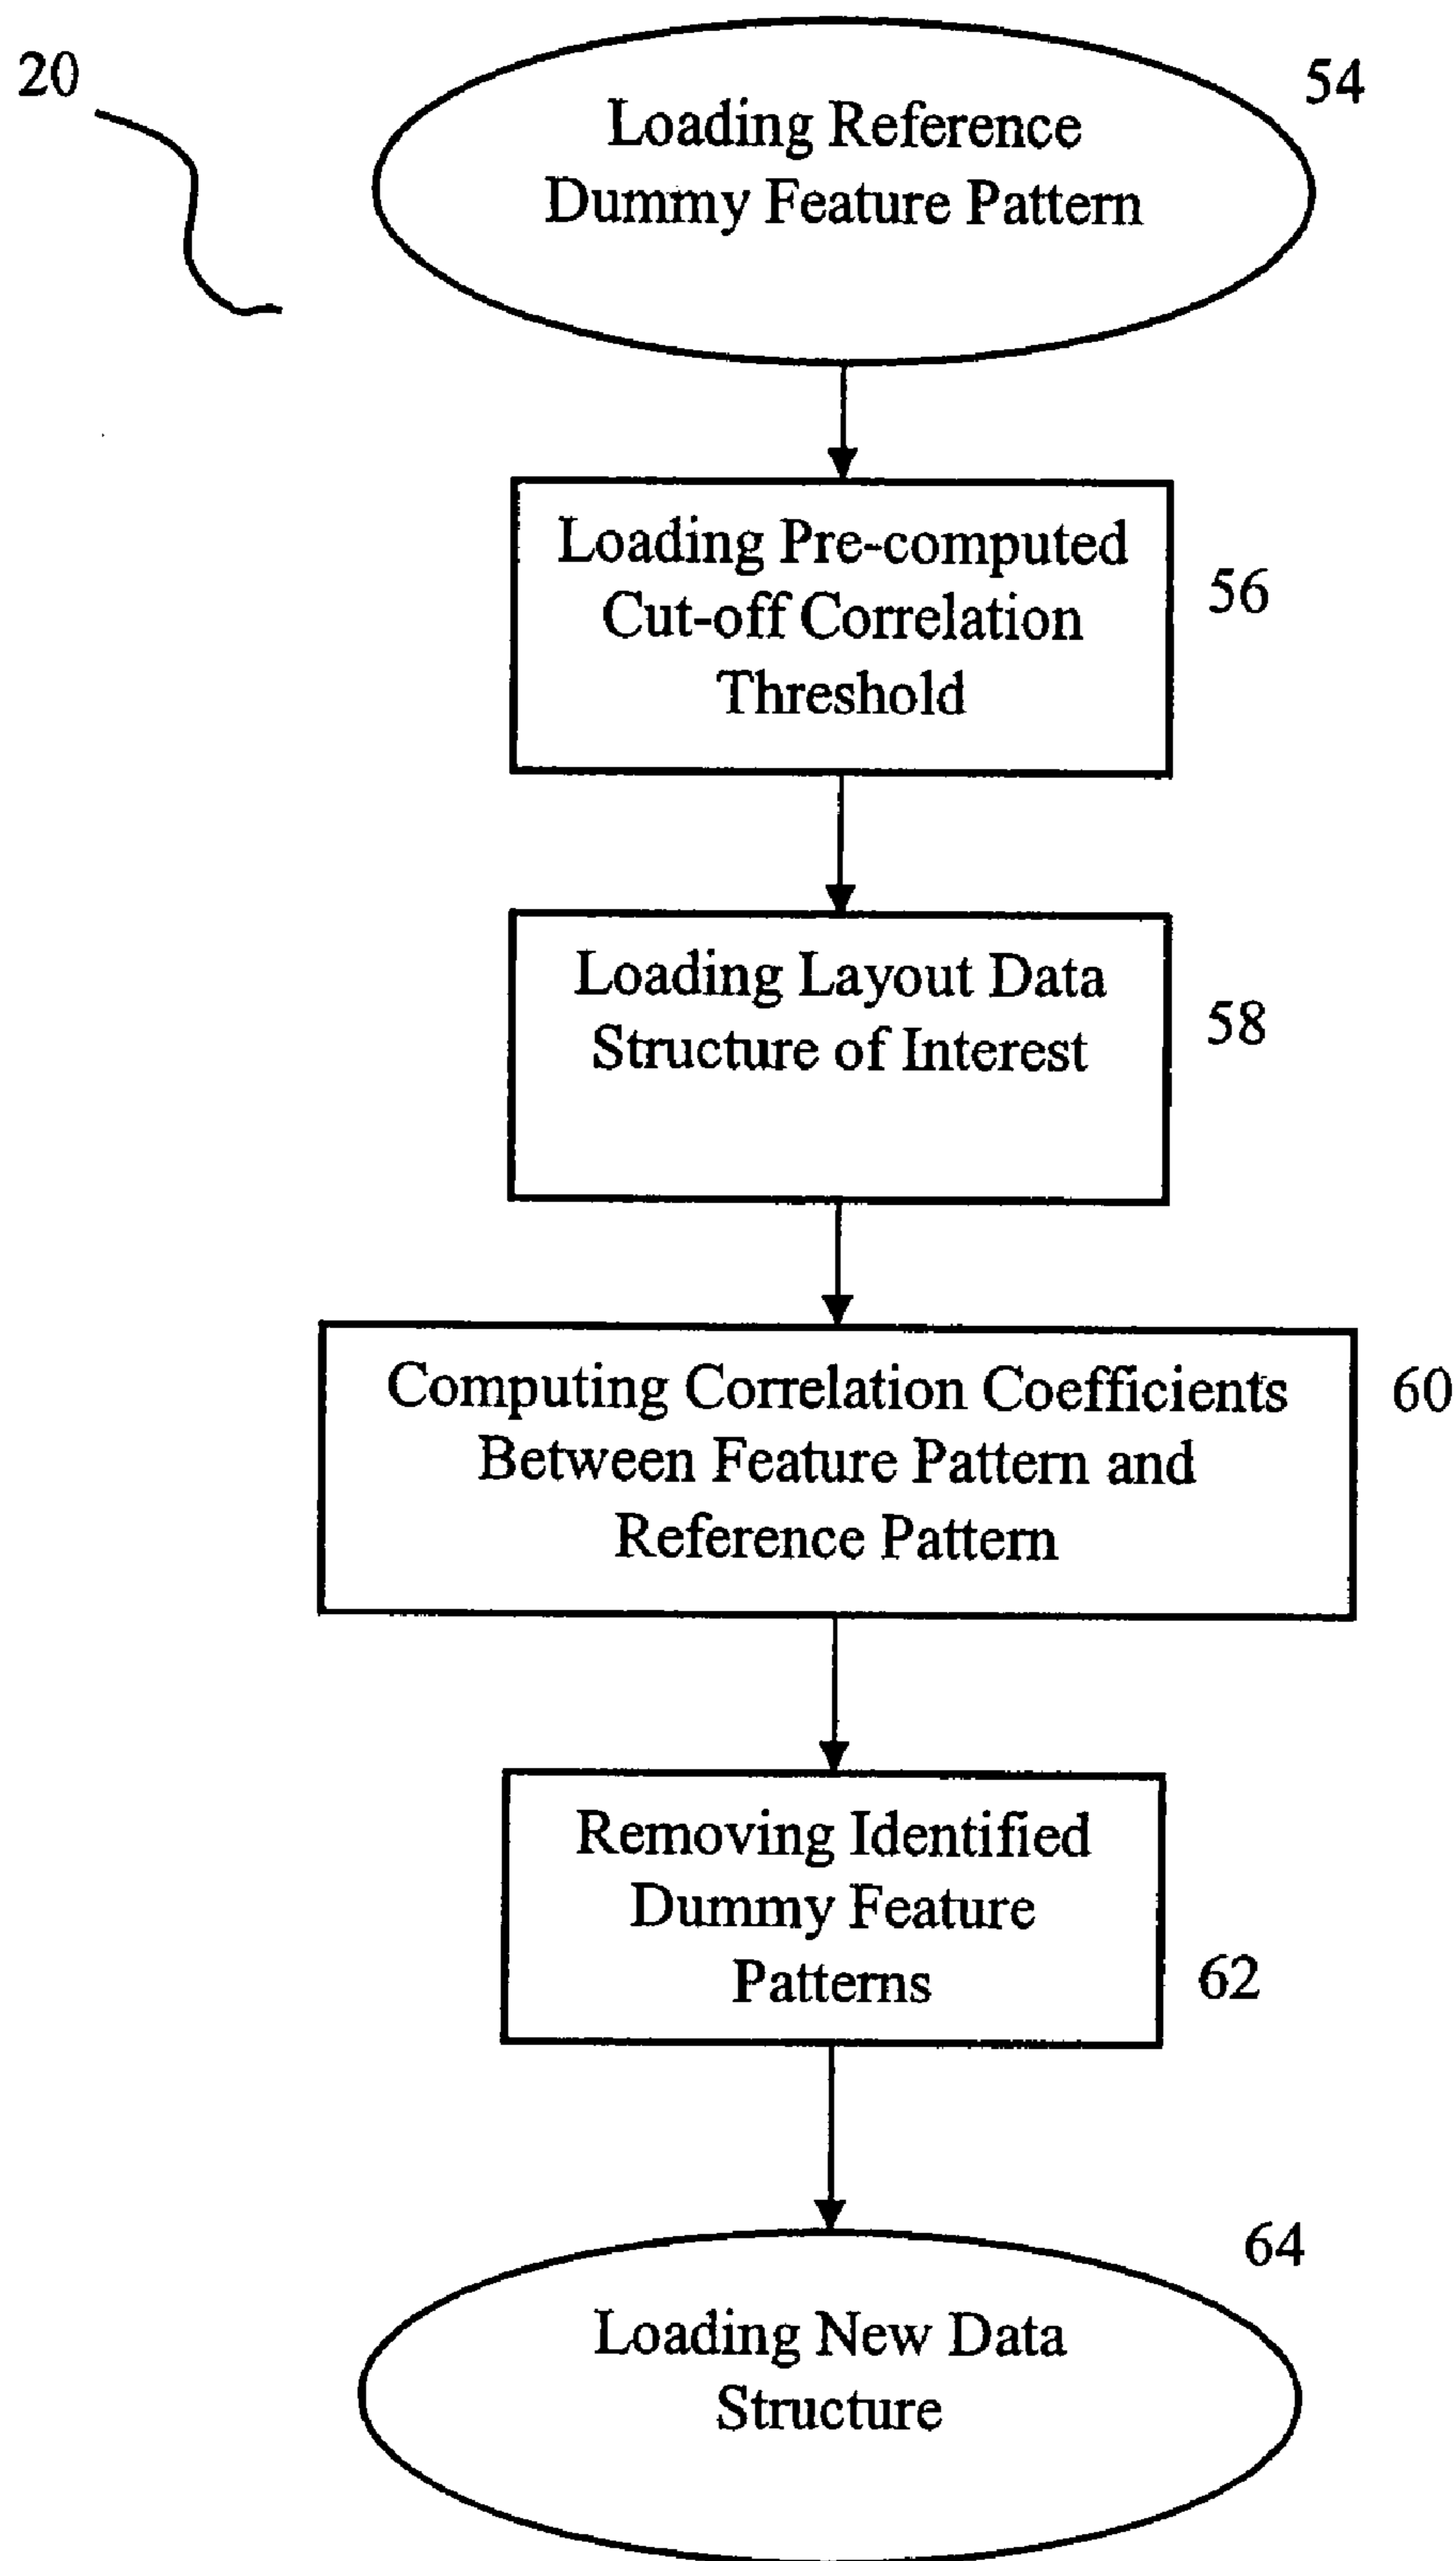 20
54
Loading Reference
Dummy Feature Pattern
Loading Pre-computed
Cut-off Correlation
Threshold
56
Loading Layout Data
Structure of Interest
58
Computing Correlation Coefficients
Between Feature Pattern and
Reference Pattern
60
Removing Identified
Dummy Feature
Patterns
62
64
Loading New Data
Structure